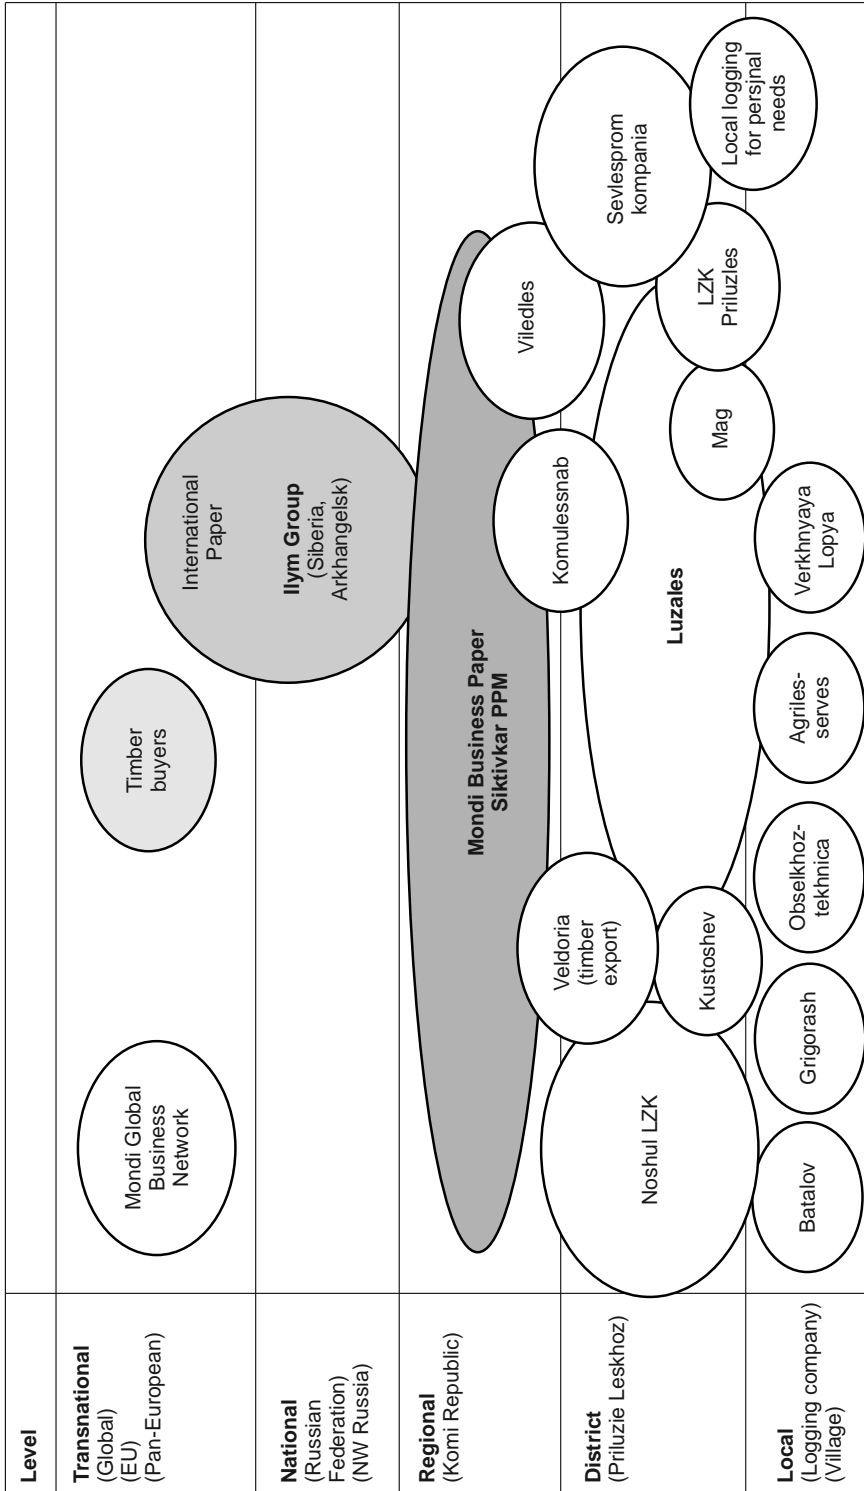 Level
Transnational
(Global)
(EU)
(Pan-European)
Mondi Global
Business
Network
Timber
buyers
International
Paper
National
(Russian
Federation)
(NW Russia)
Ilym Group
(Siberia,
Arkhangelsk)
Regional
(Komi Republic)
Mondi Business Paper
Siktivkar PPM
Viledles
Komulessnab
District
(Priluzie Leskhoz)
Noshul LZK
Veldoria
(timber
export)
Kustoshev
Luzales
Mag
LZK
Priluzles
Sevlesprom
kompania
Local logging
for persjnal
needs
Local
(Logging company)
(Village)
Batalov
Grigorash
Obselkhoz-
tekhnica
Agriles-
serves
Verkhnyaya
Lopya